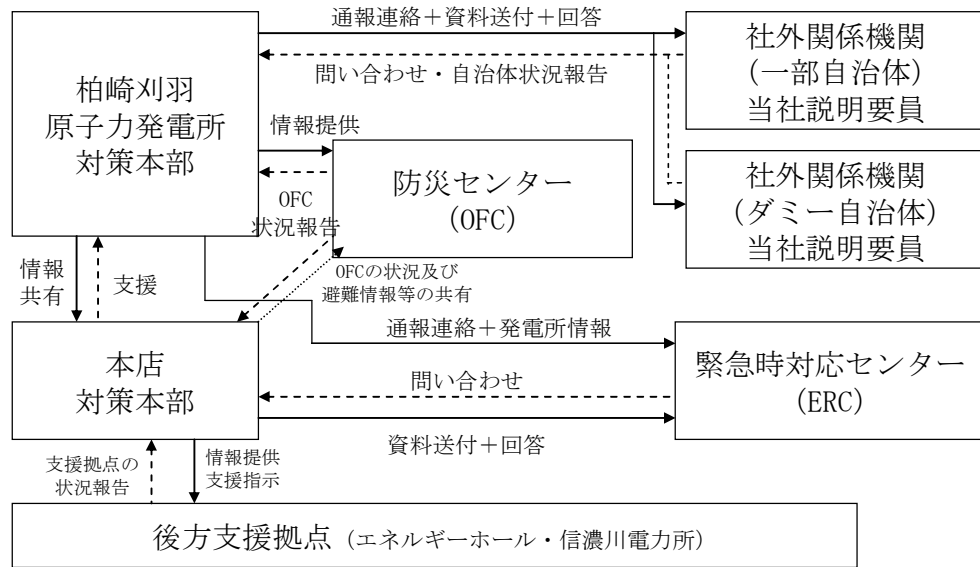 通報連絡＋資料送付＋回答
問い合わせ・自治体状況報告
柏崎刈羽
原子力発電所
対策本部
社外関係機関
(一部自治体)
当社説明要員
情報提供
OFC
状況報告
防災センター
(OFC)
社外関係機関
(ダミー自治体)
当社説明要員
情報
共有
支援
OFCの状況及び
避難情報等の共有
通報連絡＋発電所情報
本店
対策本部
問い合わせ
緊急時対応センター
(ERC)
資料送付＋回答
支援拠点の
状況報告
情報提供
支援指示
後方支援拠点（エネルギーホール・信濃川電力所）